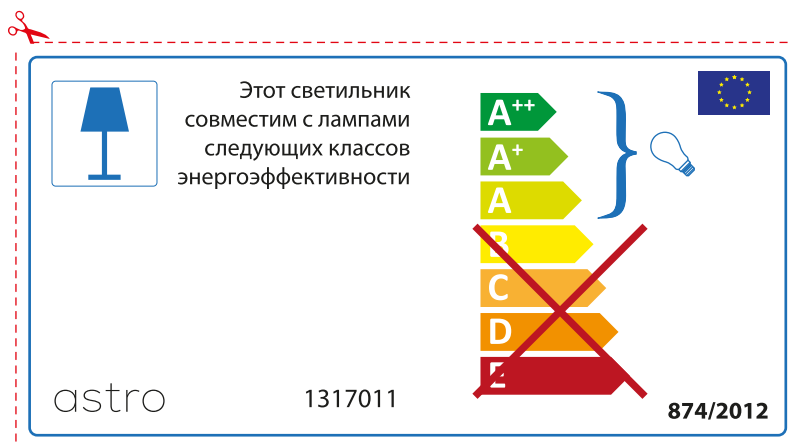 Этот светильник
совместим с лампами
следующих классов
энергоэффективности
A++
A+
A
B
C
D
E
astro
1317011
874/2012